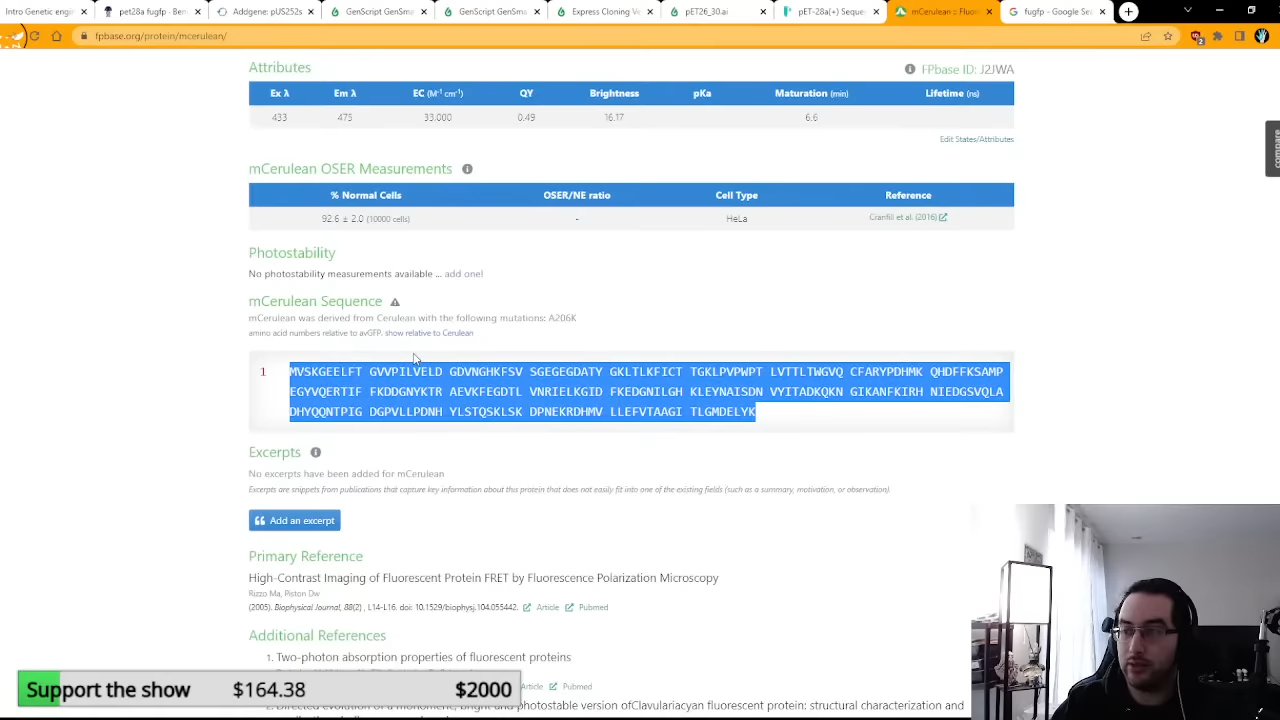 Intro Genetic engi
pet28a fugfp - Ben
Addgene: pUS252s
GenScript GenSma
GenScript GenSma
Express Cloning Ve
pET26_30.ai
pET-28a(+) Seque
mCerulean :: Fluor
fugfp - Google Sea
fpbase.org/protein/mcerulean/
Attributes
FPbase ID: J2JWA
Ex λ Em λ EC (M-1 cm-1) QY Brightness pKa Maturation (min) Lifetime (ns)
433 475 33,000 0.49 16.17 6.6
Edit States/Attributes
compare
mCerulean OSER Measurements
% Normal Cells OSER/NE ratio Cell Type Reference
92.6 ± 2.0 (10000 cells) - HeLa Cranfill et al. (2016)
Photostability
No photostability measurements available ... add one!
mCerulean Sequence
mCerulean was derived from Cerulean with the following mutations: A206K
amino acid numbers relative to avGFP. show relative to Cerulean
1 MVSKGEELFT GVVPILVELD GDVNGHKFSV SGEGEGDATY GKLTLKFICT TGKLPVPWPT LVTTLTWGVQ CFARYPDHMK QHDFFKSAMP
EGYVQERTIF FKDDGNYKTR AEVKFEGDTL VNRIELKGID FKEDGNILGH KLEYNAISDN VYITADKQKN GIKANFKIRH NIEDGSVQLA
DHYQQNTPIG DGPVLLPDNH YLSTQSKLSK DPNEKRDHMV LLEFVTAAGI TLGMDELYK
Excerpts
No excerpts have been added for mCerulean
Excerpts are snippets from publications that capture key information about this protein that does not easily fit into one of the existing fields (such as a summary, motivation, or observation).
Add an excerpt
Primary Reference
High-Contrast Imaging of Fluorescent Protein FRET by Fluorescence Polarization Microscopy
Rizzo Ma, Piston Dw
(2005). Biophysical Journal, 88(2) , L14-L16. doi: 10.1529/biophysj.104.055442. Article Pubmed
Additional References
1. Two-photon absorption properties of fluorescent proteins
Article Pubmed
bright and photostable version of Clavulariacyan fluorescent protein: structural characterization and
Support the show $164.38 $2000